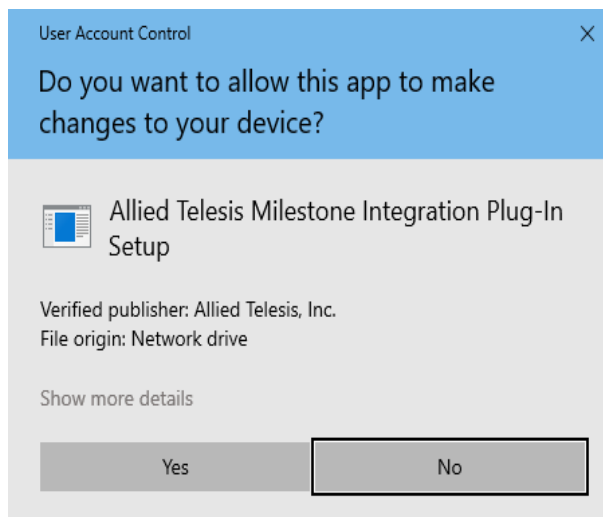 User Account Control
Do you want to allow this app to make
changes to your device?
Allied Telesis Milestone Integration Plug-In
Setup
Verified publisher: Allied Telesis, Inc.
File origin: Network drive
Show more details
Yes
No